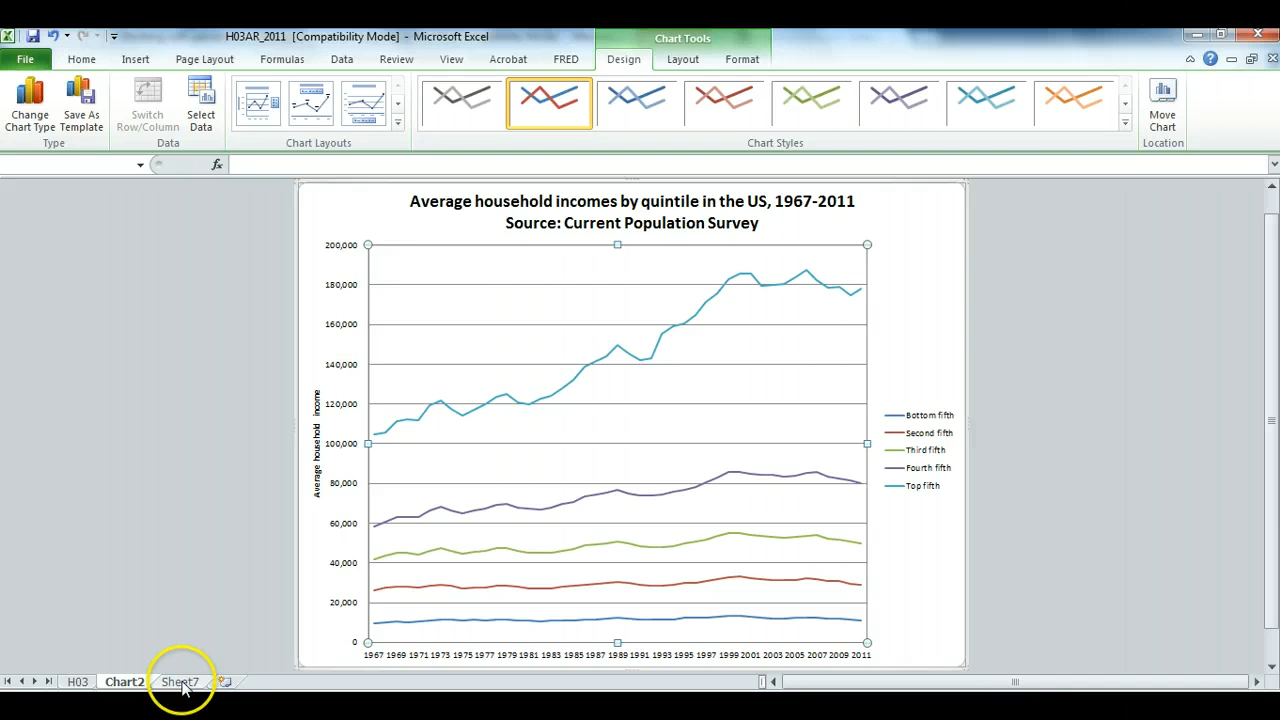 H03AR_2011 [Compatibility Mode] - Microsoft Excel
Chart Tools
File Home Insert Page Layout Formulas Data Review View Acrobat FRED Design Layout Format
Change Chart Type
Save As Template
Switch Row/Column
Select Data
Move Chart
Type Data Chart Layouts Chart Styles Location
fx
Average household incomes by quintile in the US, 1967-2011
Source: Current Population Survey
200,000
180,000
160,000
140,000
120,000
100,000
80,000
60,000
40,000
20,000
0
Average household income
Bottom fifth
Second fifth
Third fifth
Fourth fifth
Top fifth
1967 1969 1971 1973 1975 1977 1979 1981 1983 1985 1987 1989 1991 1993 1995 1997 1999 2001 2003 2005 2007 2009 2011
H03 Chart2 Sheet7